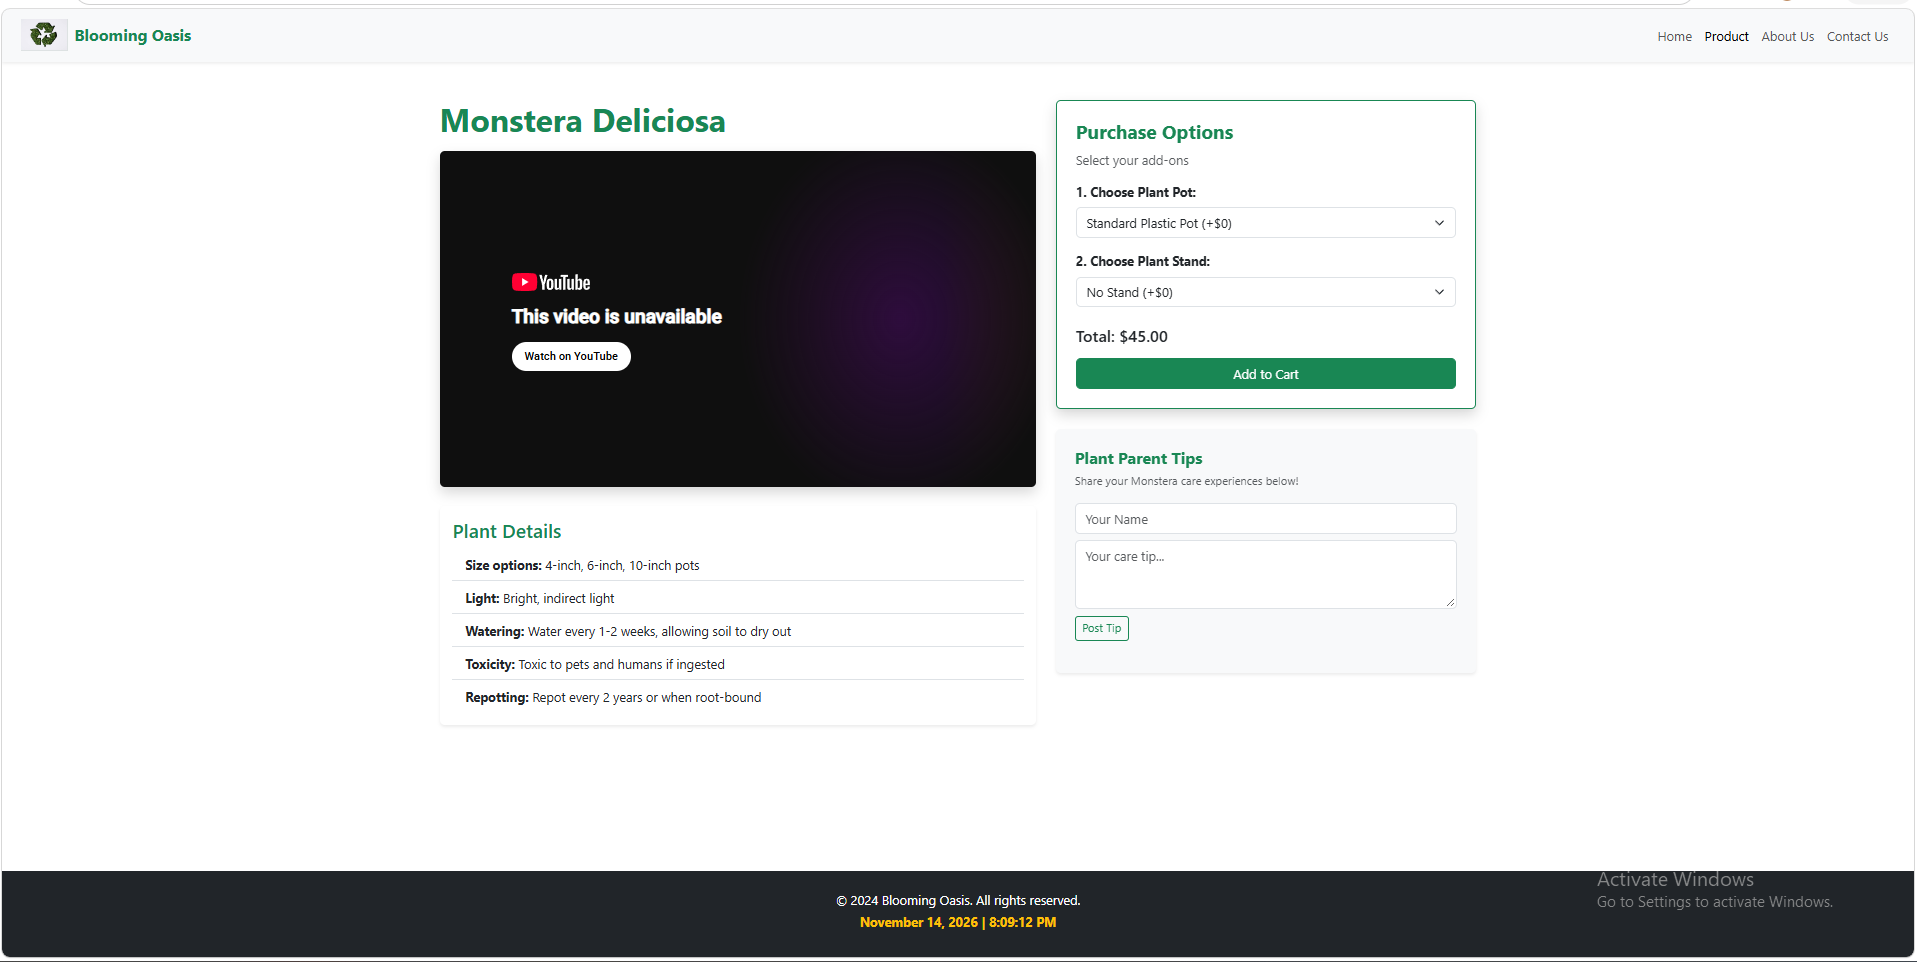 Blooming Oasis
Home Product About Us Contact Us
Monstera Deliciosa
YouTube
This video is unavailable
Watch on YouTube
Plant Details
Size options: 4-inch, 6-inch, 10-inch pots
Light: Bright, indirect light
Watering: Water every 1-2 weeks, allowing soil to dry out
Toxicity: Toxic to pets and humans if ingested
Repotting: Repot every 2 years or when root-bound
Purchase Options
Select your add-ons
1. Choose Plant Pot:
Standard Plastic Pot (+$0)
2. Choose Plant Stand:
No Stand (+$0)
Total: $45.00
Add to Cart
Plant Parent Tips
Share your Monstera care experiences below!
Your Name
Your care tip...
Post Tip
© 2024 Blooming Oasis. All rights reserved.
November 14, 2026 | 8:09:12 PM
Activate Windows
Go to Settings to activate Windows.